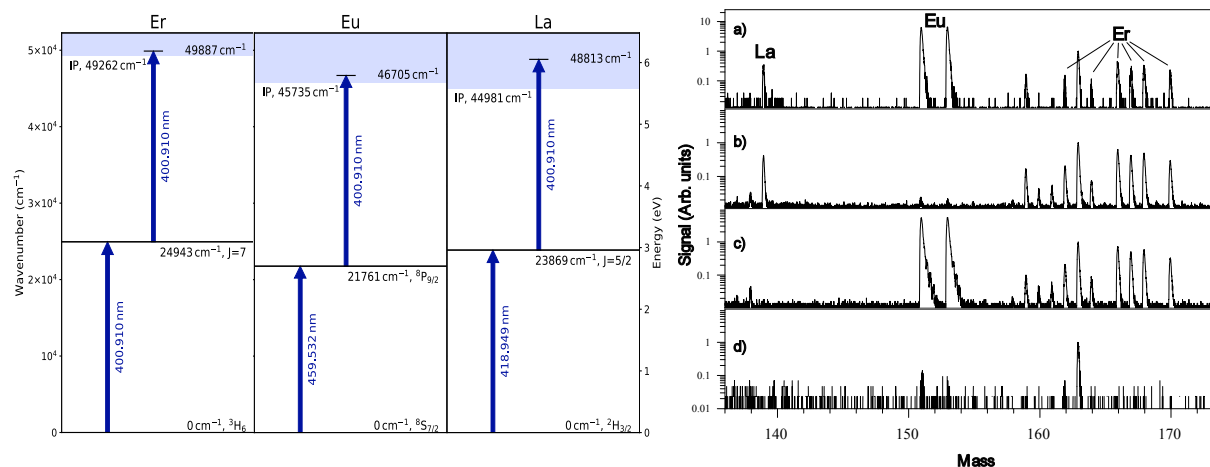 Er
Eu
La
5×10⁴
4×10⁴
3×10⁴
2×10⁴
10⁴
0
Wavenumber (cm⁻¹)
49887 cm⁻¹
IP, 49262 cm⁻¹
400.910 nm
24943 cm⁻¹, J=7
400.910 nm
0 cm⁻¹, ³H₆
46705 cm⁻¹
IP, 45735 cm⁻¹
400.910 nm
21761 cm⁻¹, ⁸P₉/₂
459.532 nm
0 cm⁻¹, ⁸S₇/₂
48813 cm⁻¹
IP, 44981 cm⁻¹
400.910 nm
23869 cm⁻¹, J=5/2
418.949 nm
0 cm⁻¹, ²H₃/₂
6
5
4
3
2
1
0
Energy (eV)
Signal (Arb. units)
10
1
0.1
a)
La
Eu
Er
1
0.1
b)
1
0.1
c)
1
0.1
0.01
d)
140
150
160
170
Mass